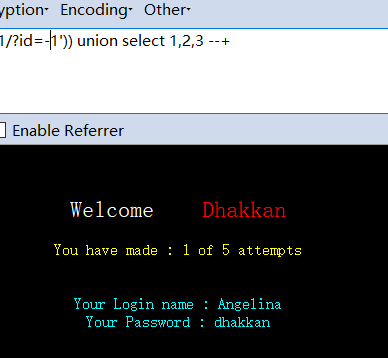 yption Encoding Other
1/?id=-1')) union select 1,2,3 --+
Enable Referrer
Welcome Dhakkan
You have made : 1 of 5 attempts
Your Login name : Angelina
Your Password : dhakkan